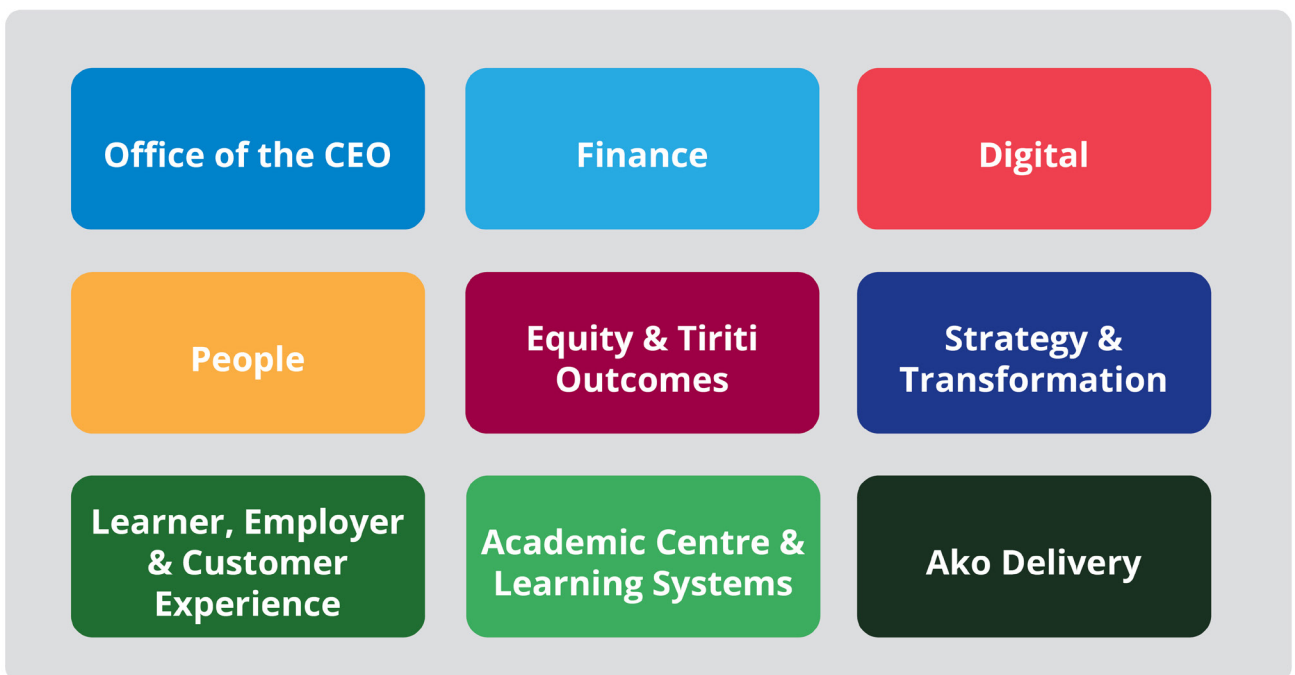 Office of the CEO
Finance
Digital
People
Equity & Tiriti
Outcomes
Strategy &
Transformation
Learner, Employer
& Customer
Experience
Academic Centre &
Learning Systems
Ako Delivery